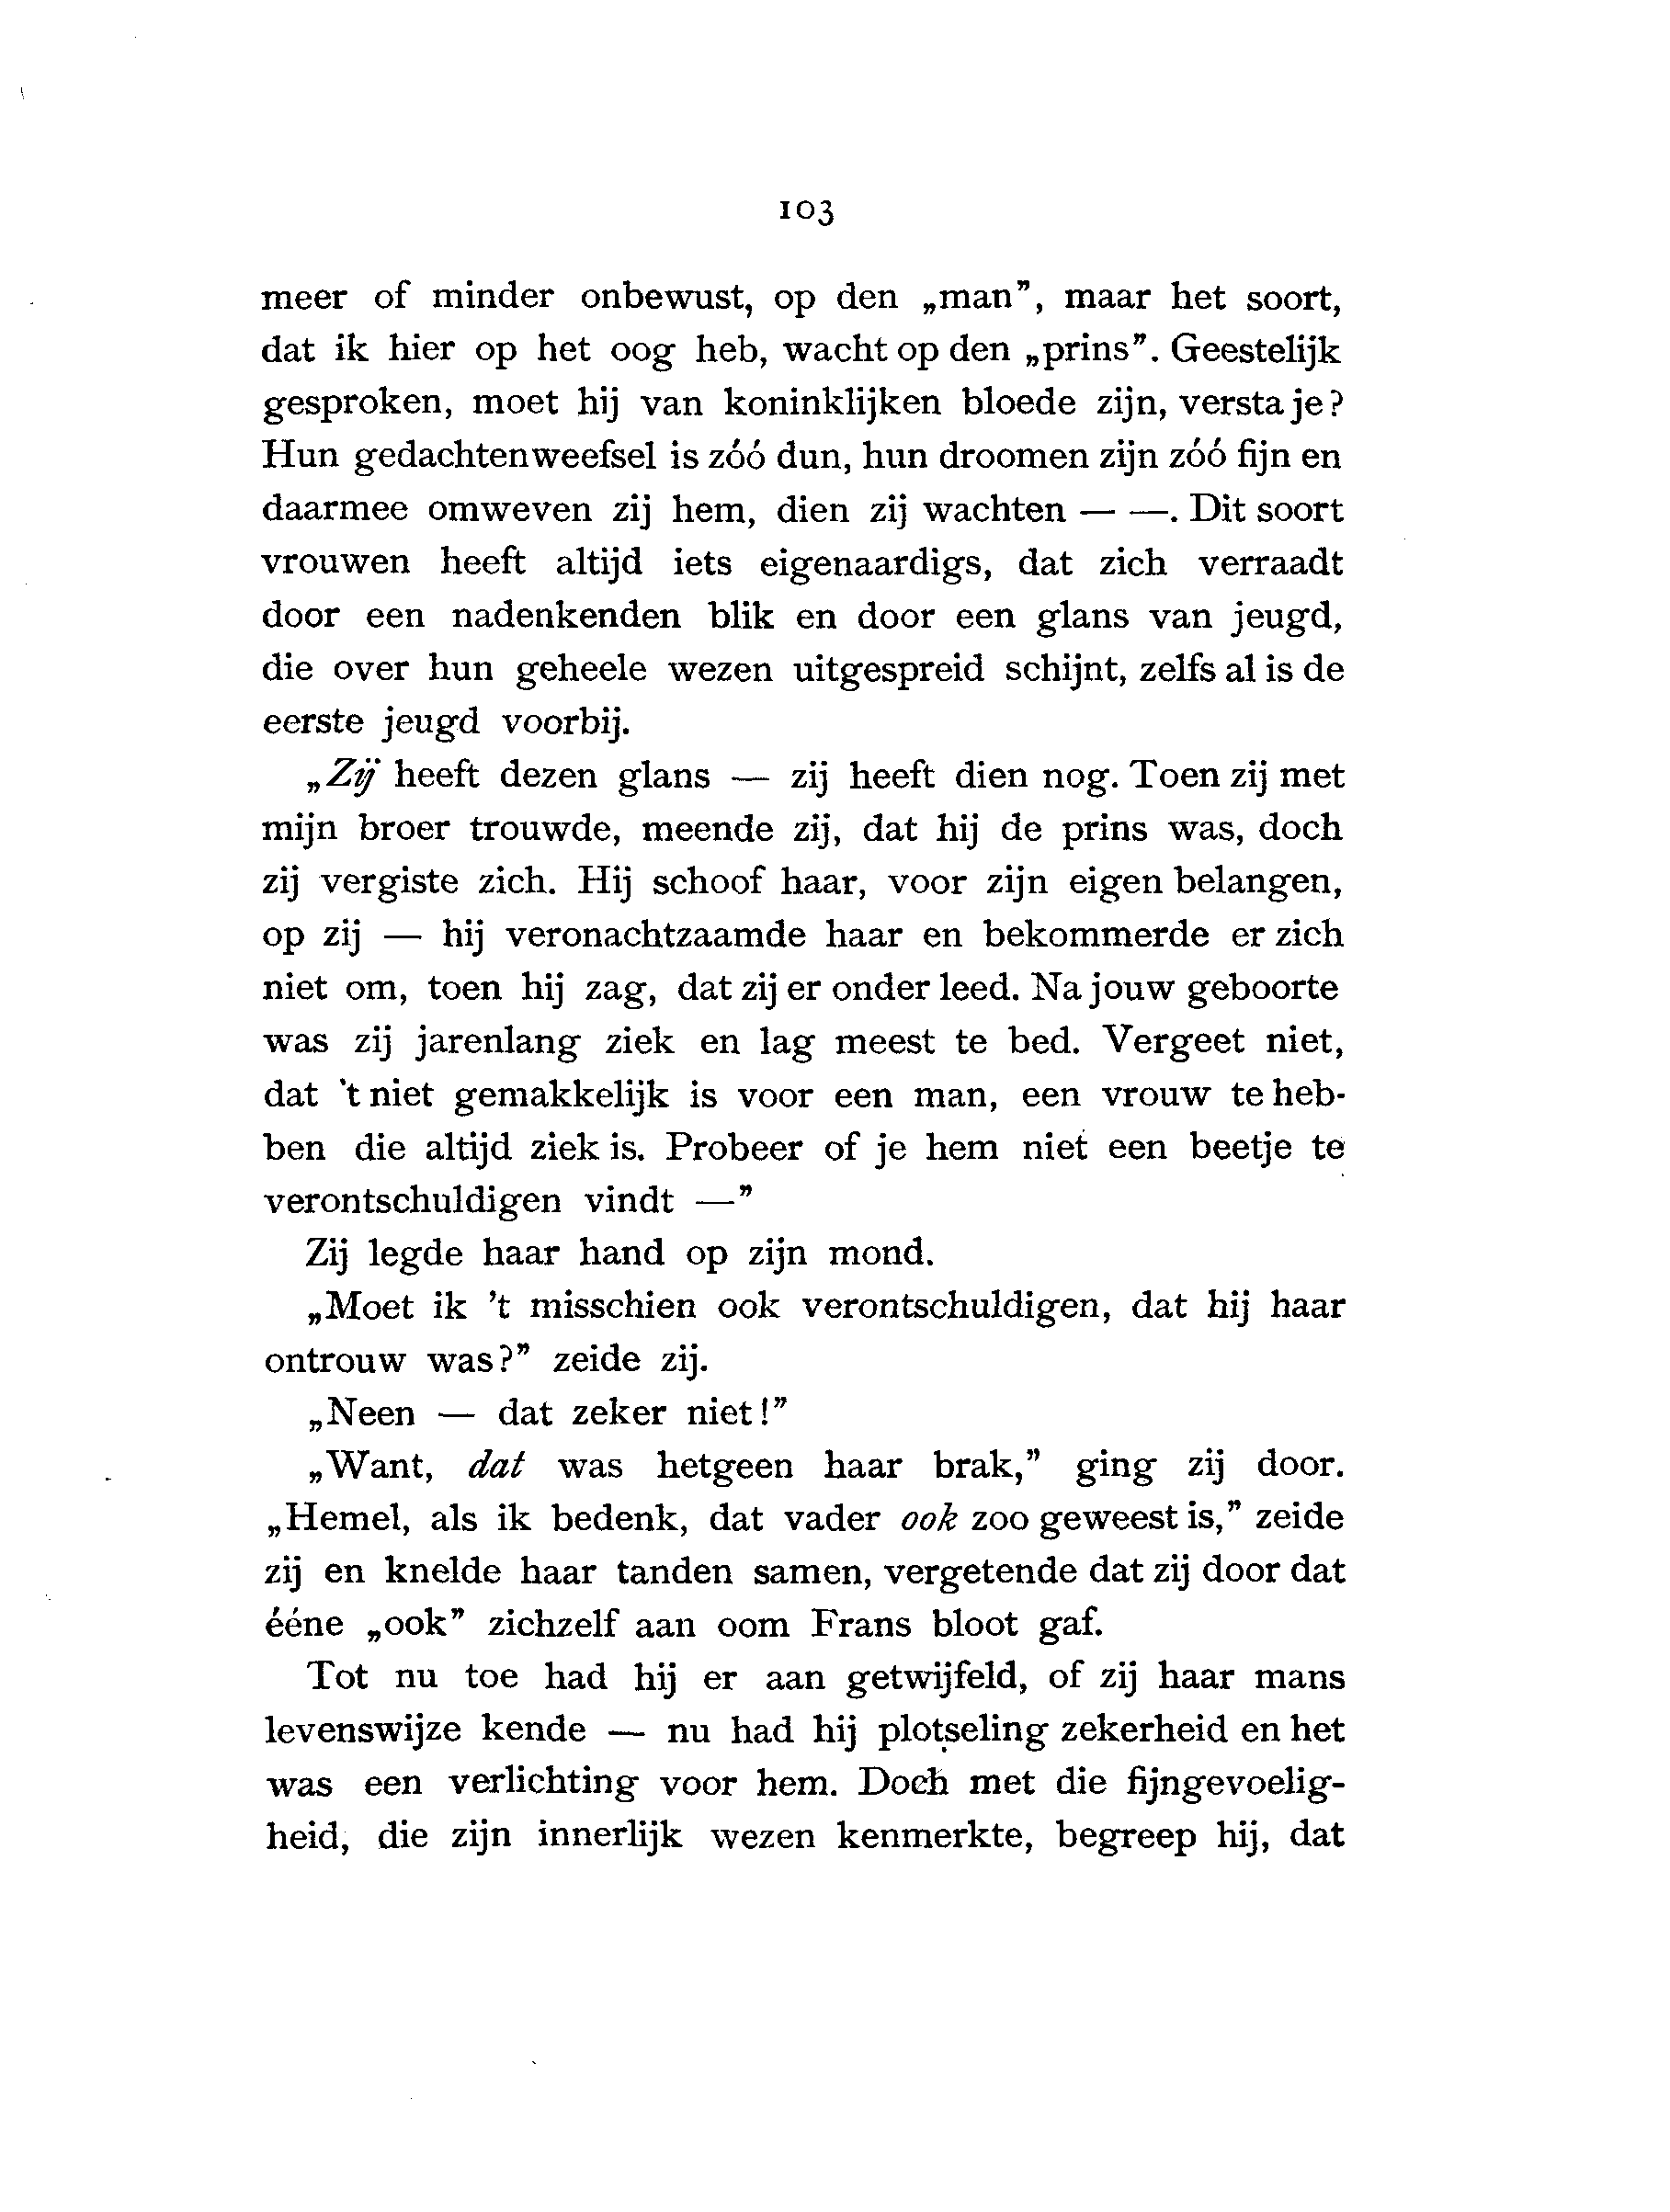 103
meer of minder onbewust, op den „man”, maar het soort,
dat ik hier op het oog heb, wacht op den „prins”. Geestelijk
gesproken, moet hij van koninklijken bloede zijn, versta je?
Hun gedachtenweefsel is zóó dun, hun droomen zijn zóó fijn en
daarmee omweven zij hem, dien zij wachten — —. Dit soort
vrouwen heeft altijd iets eigenaardigs, dat zich verraadt
door een nadenkenden blik en door een glans van jeugd,
die over hun geheele wezen uitgespreid schijnt, zelfs al is de
eerste jeugd voorbij.
„Zij heeft dezen glans — zij heeft dien nog. Toen zij met
mijn broer trouwde, meende zij, dat hij de prins was, doch
zij vergiste zich. Hij schoof haar, voor zijn eigen belangen,
op zij — hij veronachtzaamde haar en bekommerde er zich
niet om, toen hij zag, dat zij er onder leed. Na jouw geboorte
was zij jarenlang ziek en lag meest te bed. Vergeet niet,
dat 't niet gemakkelijk is voor een man, een vrouw te heb-
ben die altijd ziek is. Probeer of je hem niet een beetje te
verontschuldigen vindt —”
Zij legde haar hand op zijn mond.
„Moet ik 't misschien ook verontschuldigen, dat hij haar
ontrouw was?” zeide zij.
„Neen — dat zeker niet!”
„Want, dat was hetgeen haar brak,” ging zij door.
„Hemel, als ik bedenk, dat vader ook zoo geweest is,” zeide
zij en knelde haar tanden samen, vergetende dat zij door dat
ééne „ook” zichzelf aan oom Frans bloot gaf.
Tot nu toe had hij er aan getwijfeld, of zij haar mans
levenswijze kende — nu had hij plotseling zekerheid en het
was een verlichting voor hem. Doch met die fijngevoelig-
heid, die zijn innerlijk wezen kenmerkte, begreep hij, dat